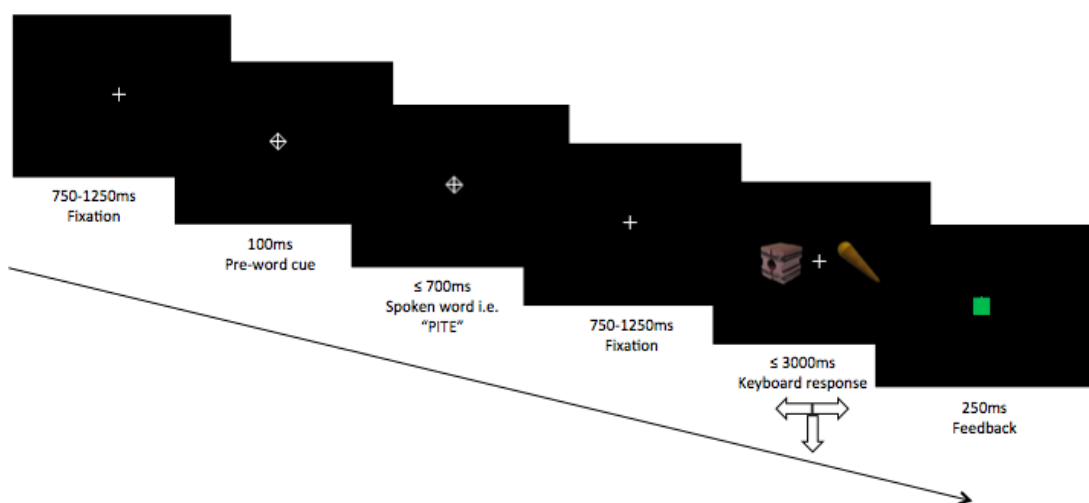 750-1250ms
Fixation
100ms
Pre-word cue
≤ 700ms
Spoken word i.e.
“PITE”
750-1250ms
Fixation
≤ 3000ms
Keyboard response
250ms
Feedback